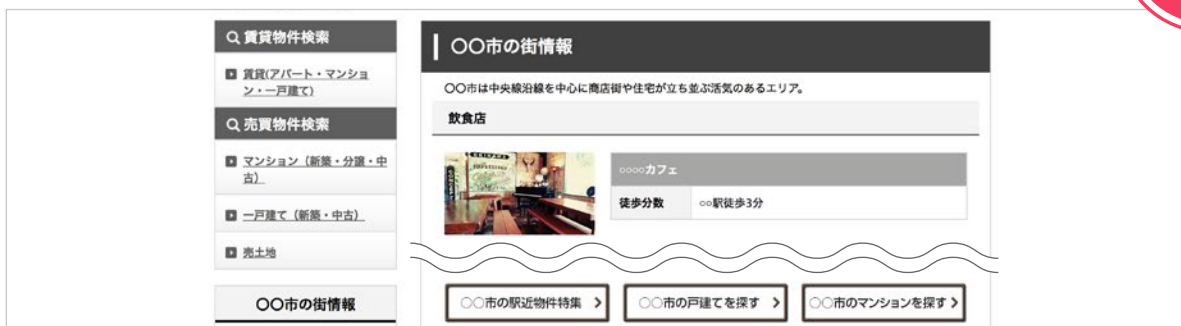 賃貸物件検索
賃貸(アパート・マンショ
ン・一戸建て)
売買物件検索
マンション（新築・分譲・中
古）
一戸建て（新築・中古）
売土地
〇〇市の街情報
〇〇市の街情報
〇〇市は中央線沿線を中心に商店街や住宅が立ち並ぶ活気のあるエリア。
飲食店
○○○○カフェ
徒歩分数 ○○駅徒歩3分
〇〇市の駅近物件特集
〇〇市の戸建てを探す
〇〇市のマンションを探す